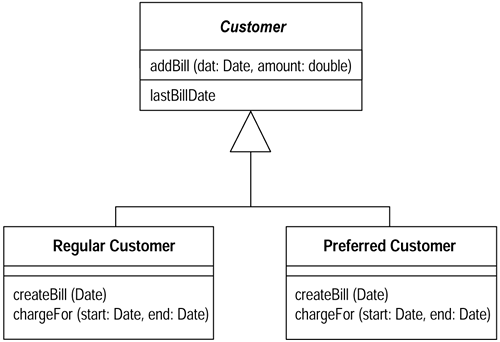 Customer
addBill (dat: Date, amount: double)
lastBillDate
Regular Customer
createBill (Date)
chargeFor (start: Date, end: Date)
Preferred Customer
createBill (Date)
chargeFor (start: Date, end: Date)